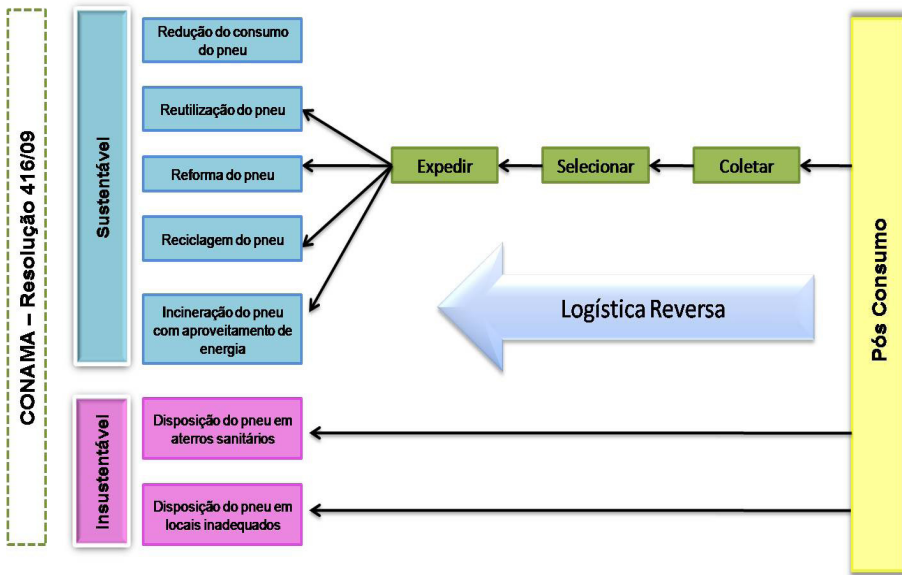 CONAMA – Resolução 416/09
Sustentável
Redução do consumo
do pneu
Reutilização do pneu
Reforma do pneu
Reciclagem do pneu
Incineração do pneu
com aproveitamento de
energia
Expedir
Selecionar
Coletar
Logística Reversa
Pós Consumo
Insustentável
Disposição do pneu em
aterros sanitários
Disposição do pneu em
locais inadequados